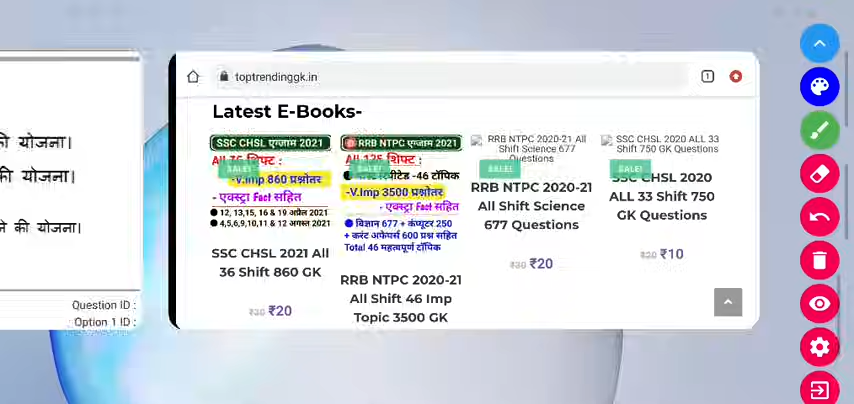 ी योजना।
की योजना।
ने की योजना।
Question ID :
Option 1 ID :
toptrendinggk.in
1
Latest E-Books-
SSC CHSL एग्जाम 2021
SALE!
-V.imp 860 प्रश्नोतर
- एक्स्ट्रा Fact सहित
● 12, 13,15, 16 & 19 अप्रैल 2021
● 4,5,6,9,10,11 & 12 अगस्त 2021
SSC CHSL 2021 All
36 Shift 860 GK
₹30 ₹20
RRB NTPC एग्जाम 2021
All 125 शिफ्ट :
SALE!
-46 टॉपिक
-V.Imp 3500 प्रश्नोतर
- एक्स्ट्रा Fact सहित
● विज्ञान 677 + कंप्यूटर 250
+ करंट अफेयर्स 600 प्रश्न सहित
Total 46 महत्वपूर्ण टॉपिक
RRB NTPC 2020-21
All Shift 46 Imp
Topic 3500 GK
RRB NTPC 2020-21 All
Shift Science 677
Questions
SALE!
RRB NTPC 2020-21
All Shift Science
677 Questions
₹30 ₹20
SSC CHSL 2020 ALL 33
Shift 750 GK Questions
SALE!
SSC CHSL 2020
ALL 33 Shift 750
GK Questions
₹20 ₹10